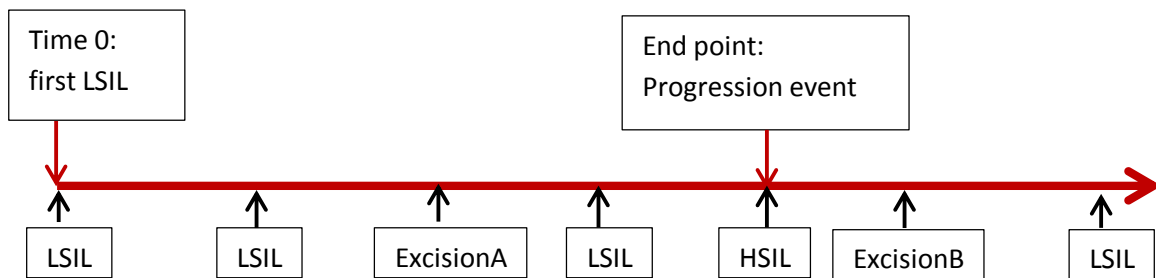 Time 0:
first LSIL
End point:
Progression event
LSIL
LSIL
ExcisionA
LSIL
HSIL
ExcisionB
LSIL